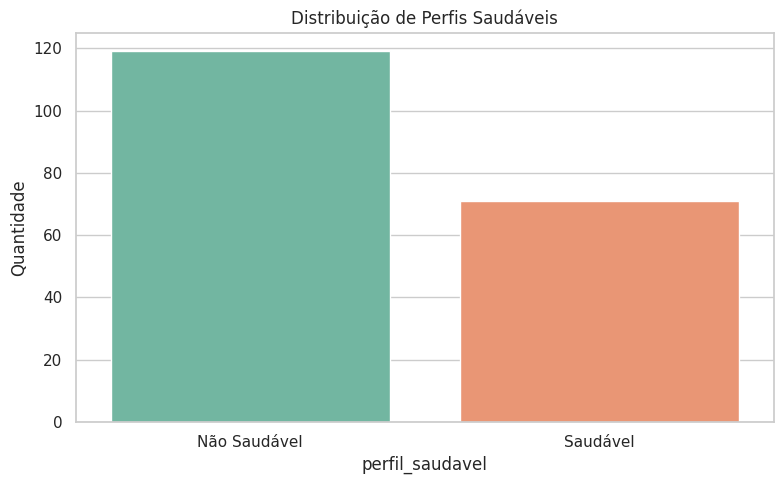 Distribuição de Perfis Saudáveis
120
100
80
60
40
20
0
Quantidade
Não Saudável
Saudável
perfil_saudavel